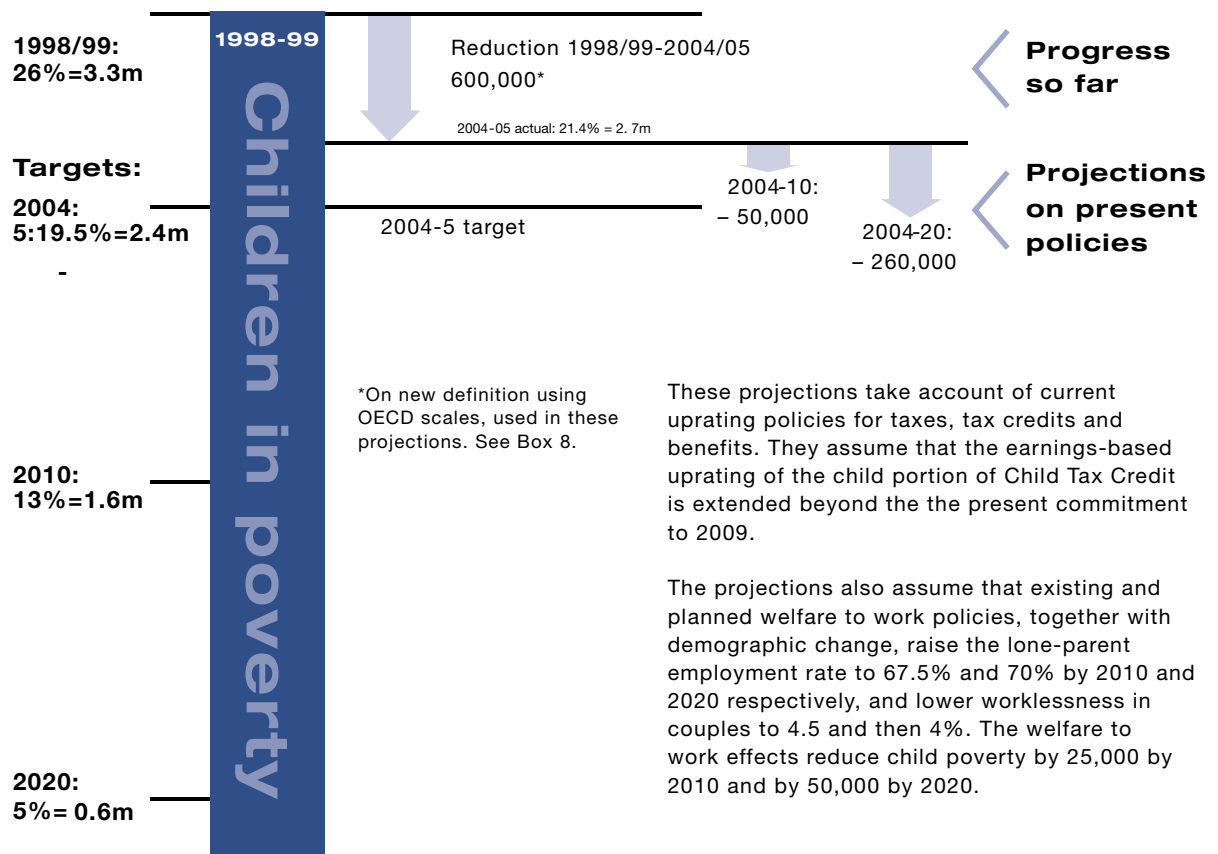 1998/99:
26%=3.3m
Targets:
2004:
5:19.5%=2.4m
-
2010:
13%=1.6m
2020:
5%= 0.6m
1998-99
Children in poverty
Reduction 1998/99-2004/05
600,000*
2004-05 actual: 21.4% = 2. 7m
2004-5 target
2004-10:
– 50,000
2004-20:
– 260,000
Progress
so far
Projections
on present
policies
*On new definition using
OECD scales, used in these
projections. See Box 8.
These projections take account of current
uprating policies for taxes, tax credits and
benefits. They assume that the earnings-based
uprating of the child portion of Child Tax Credit
is extended beyond the the present commitment
to 2009.
The projections also assume that existing and
planned welfare to work policies, together with
demographic change, raise the lone-parent
employment rate to 67.5% and 70% by 2010 and
2020 respectively, and lower worklessness in
couples to 4.5 and then 4%. The welfare to
work effects reduce child poverty by 25,000 by
2010 and by 50,000 by 2020.